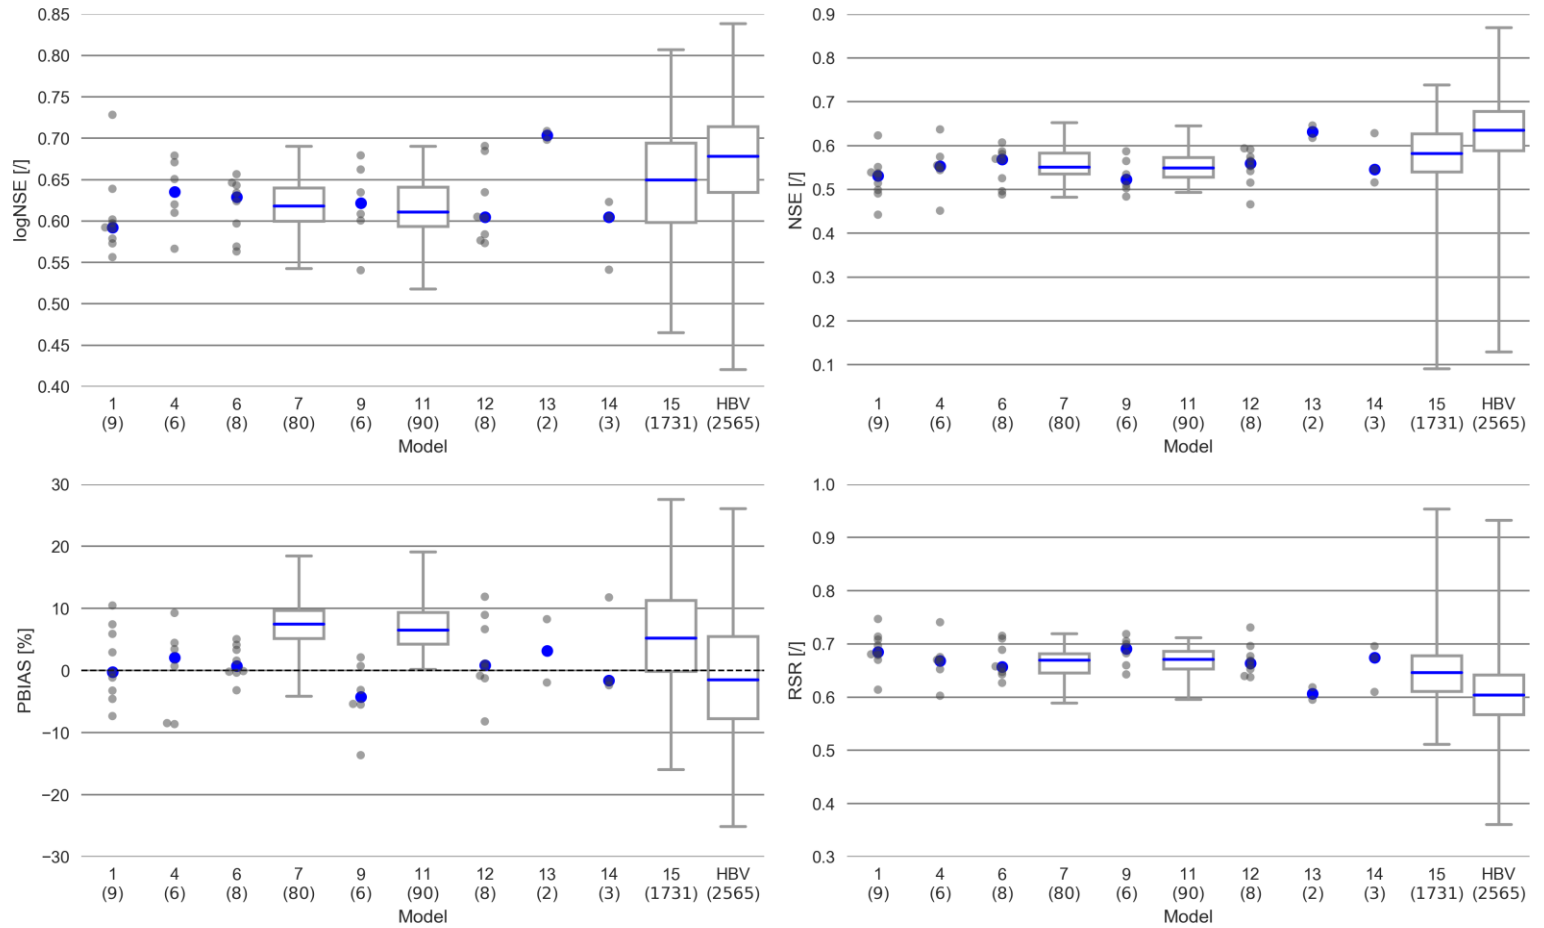 0.85
0.80
0.75
0.70
0.65
0.60
0.55
0.50
0.45
0.40
logNSE [/]
1 4 6 7 9 11 12 13 14 15 HBV
(9) (6) (8) (80) (6) (90) (8) (2) (3) (1731) (2565)
Model
0.9
0.8
0.7
0.6
0.5
0.4
0.3
0.2
0.1
NSE [/]
1 4 6 7 9 11 12 13 14 15 HBV
(9) (6) (8) (80) (6) (90) (8) (2) (3) (1731) (2565)
Model
30
20
10
0
−10
−20
−30
PBIAS [%]
1 4 6 7 9 11 12 13 14 15 HBV
(9) (6) (8) (80) (6) (90) (8) (2) (3) (1731) (2565)
Model
1.0
0.9
0.8
0.7
0.6
0.5
0.4
0.3
RSR [/]
1 4 6 7 9 11 12 13 14 15 HBV
(9) (6) (8) (80) (6) (90) (8) (2) (3) (1731) (2565)
Model